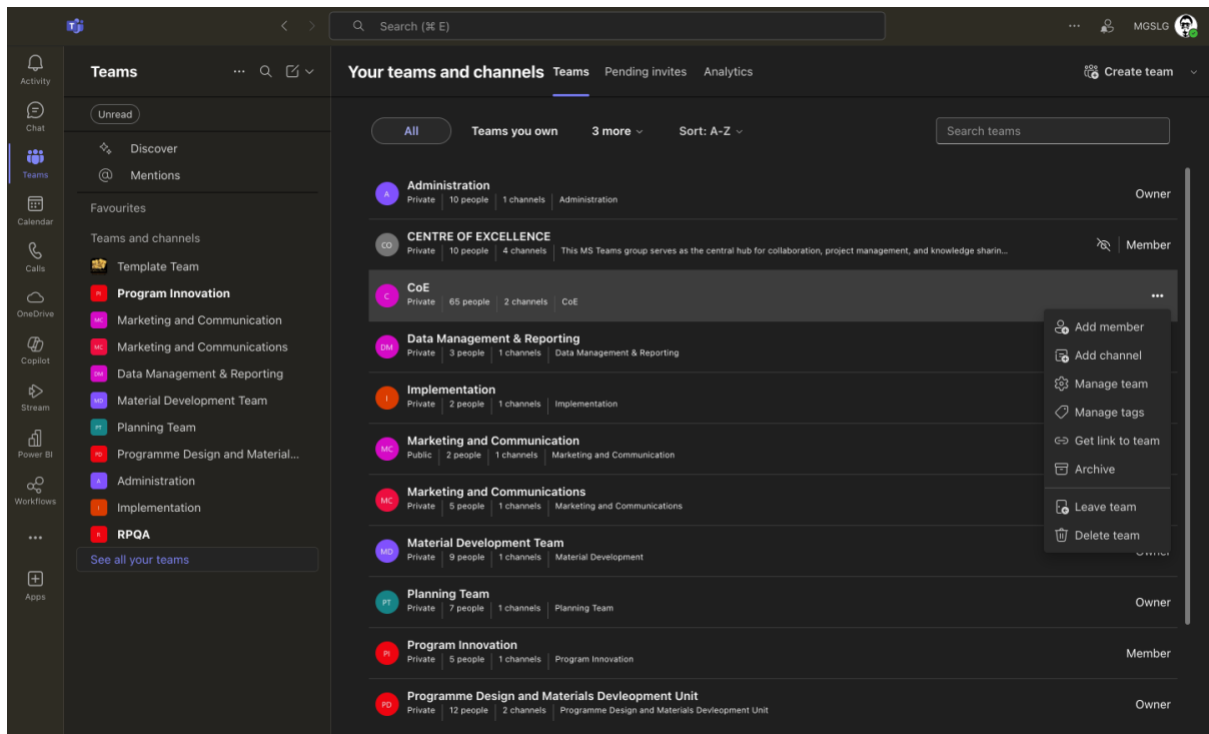 Search (⌘ E)
MGSLG
Activity
Chat
Teams
Calendar
Calls
OneDrive
Copilot
Stream
Power BI
Workflows
Apps
Teams
Unread
Discover
@ Mentions
Favourites
Teams and channels
Template Team
PI Program Innovation
MC Marketing and Communication
MC Marketing and Communications
DM Data Management & Reporting
MD Material Development Team
PT Planning Team
PD Programme Design and Material...
A Administration
I Implementation
R RPQA
See all your teams
Your teams and channels Teams Pending invites Analytics Create team
All Teams you own 3 more Sort: A-Z Search teams
A Administration Owner
Private 10 people 1 channels Administration
CO CENTRE OF EXCELLENCE Member
Private 10 people 4 channels This MS Teams group serves as the central hub for collaboration, project management, and knowledge sharin...
C CoE
Private 65 people 2 channels CoE
DM Data Management & Reporting
Private 3 people 1 channels Data Management & Reporting
I Implementation
Private 2 people 1 channels Implementation
MC Marketing and Communication
Public 2 people 1 channels Marketing and Communication
MC Marketing and Communications
Private 5 people 1 channels Marketing and Communications
MD Material Development Team
Private 9 people 1 channels Material Development
PT Planning Team Owner
Private 7 people 1 channels Planning Team
PI Program Innovation Member
Private 5 people 1 channels Program Innovation
PD Programme Design and Materials Devleopment Unit Owner
Private 12 people 2 channels Programme Design and Materials Devleopment Unit
Add member
Add channel
Manage team
Manage tags
Get link to team
Archive
Leave team
Delete team